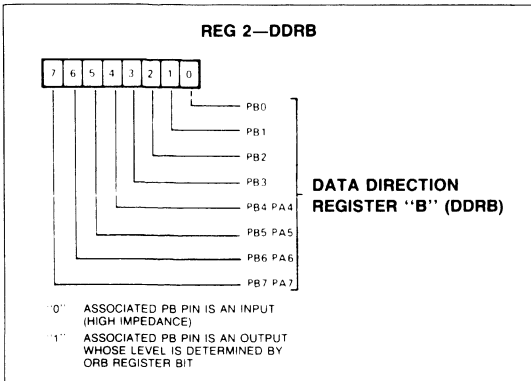 REG 2—DDRB
7 6 5 4 3 2 1 0
PB0
PB1
PB2
PB3
PB4 PA4
PB5 PA5
PB6 PA6
PB7 PA7
DATA DIRECTION
REGISTER "B" (DDRB)
"0" ASSOCIATED PB PIN IS AN INPUT
(HIGH IMPEDANCE)
"1" ASSOCIATED PB PIN IS AN OUTPUT
WHOSE LEVEL IS DETERMINED BY
ORB REGISTER BIT